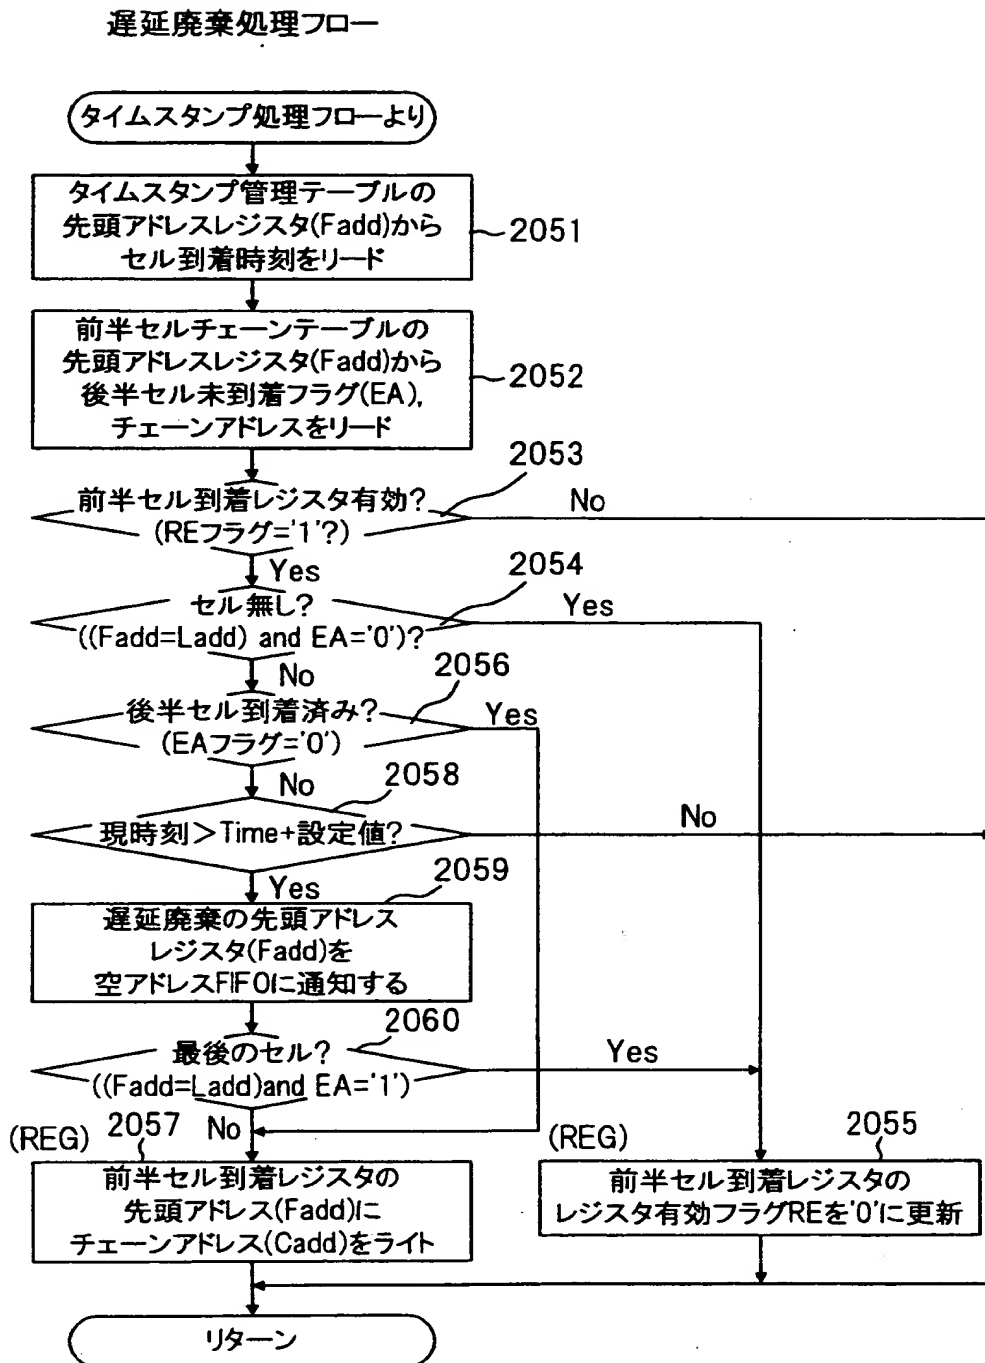 遅延廃棄処理フロー
タイムスタンプ処理フローより
タイムスタンプ管理テーブルの
先頭アドレスレジスタ(Fadd)から
セル到着時刻をリード
2051
前半セルチェーンテーブルの
先頭アドレスレジスタ(Fadd)から
後半セル未到着フラグ(EA),
チェーンアドレスをリード
2052
2053
前半セル到着レジスタ有効?
(REフラグ='1'?)
No
Yes
2054
セル無し?
((Fadd=Ladd) and EA='0')?
Yes
No
2056
後半セル到着済み?
(EAフラグ='0')
Yes
No
2058
現時刻>Time+設定値?
No
Yes
2059
遅延廃棄の先頭アドレス
レジスタ(Fadd)を
空アドレスFIFOに通知する
2060
最後のセル?
((Fadd=Ladd)and EA='1')
Yes
No
(REG)
2057
前半セル到着レジスタの
先頭アドレス(Fadd)に
チェーンアドレス(Cadd)をライト
(REG)
2055
前半セル到着レジスタの
レジスタ有効フラグREを'0'に更新
リターン